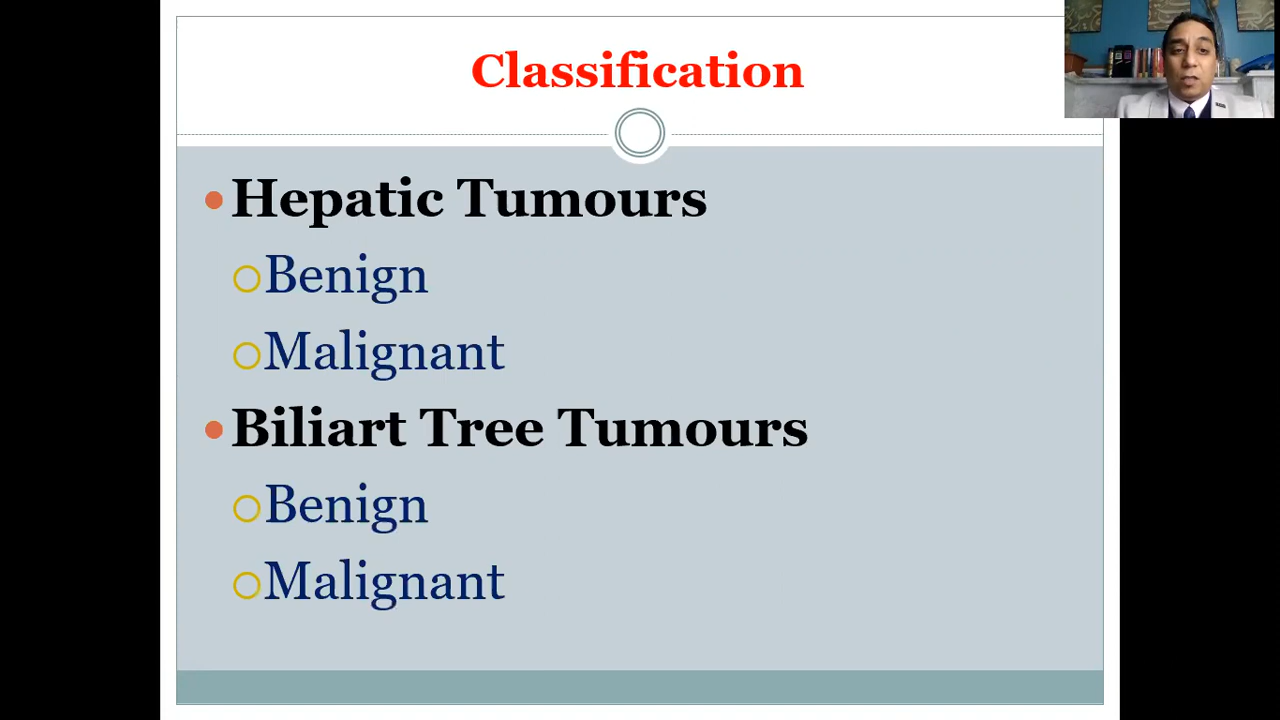 Classification
Hepatic Tumours
Benign
Malignant
Biliart Tree Tumours
Benign
Malignant